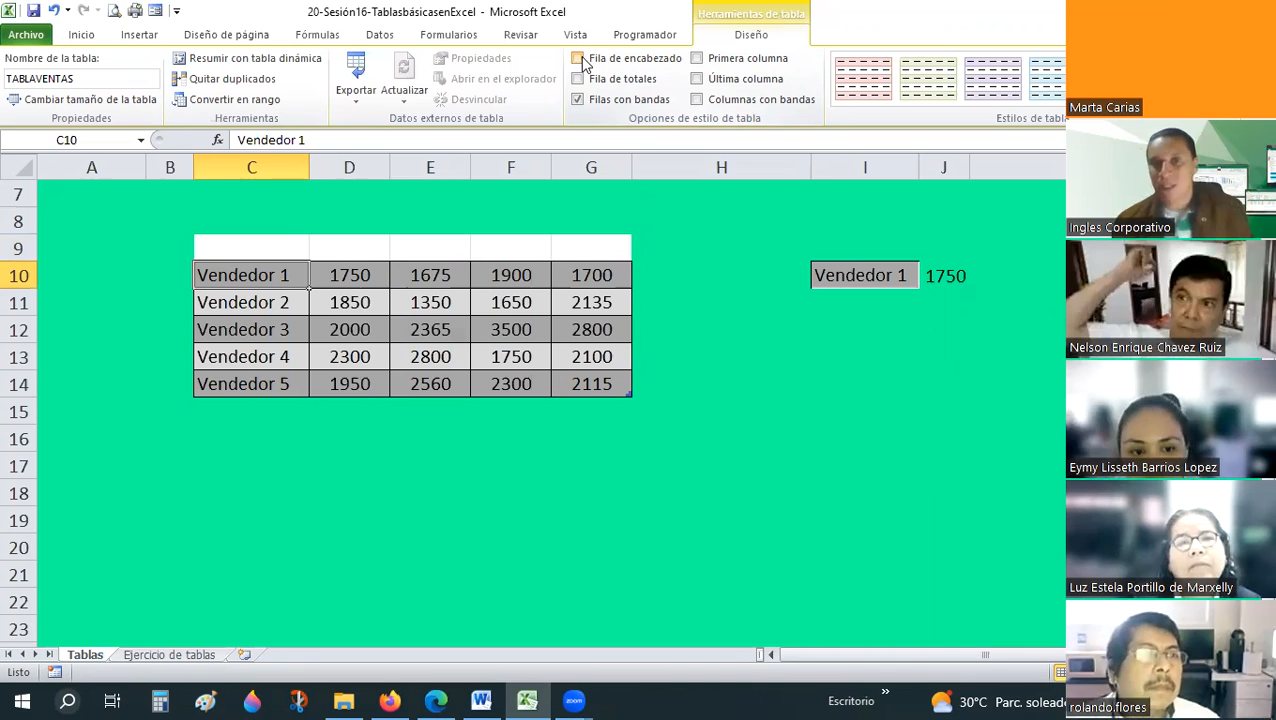 20-Sesión16-TablasbásicasenExcel - Microsoft Excel
Herramientas de tabla
Archivo Inicio Insertar Diseño de página Fórmulas Datos Formularios Revisar Vista Programador Diseño
Nombre de la tabla:
TABLAVENTAS
Cambiar tamaño de la tabla
Propiedades
Resumir con tabla dinámica
Quitar duplicados
Convertir en rango
Herramientas
Exportar
Actualizar
Propiedades
Abrir en el explorador
Desvincular
Datos externos de tabla
Fila de encabezado
Fila de totales
Filas con bandas
Primera columna
Última columna
Columnas con bandas
Opciones de estilo de tabla
Estilos de tabl
C10 fx Vendedor 1
A B C D E F G H I J
7
8
9
10 Vendedor 1 1750 1675 1900 1700 Vendedor 1 1750
11 Vendedor 2 1850 1350 1650 2135
12 Vendedor 3 2000 2365 3500 2800
13 Vendedor 4 2300 2800 1750 2100
14 Vendedor 5 1950 2560 2300 2115
15
16
17
18
19
20
21
22
23
Tablas Ejercicio de tablas
Listo
Escritorio » 30°C Parc. soleado
Marta Carias
Ingles Corporativo
Nelson Enrique Chavez Ruiz
Eymy Lisseth Barrios Lopez
Luz Estela Portillo de Marxelly
rolando.flores